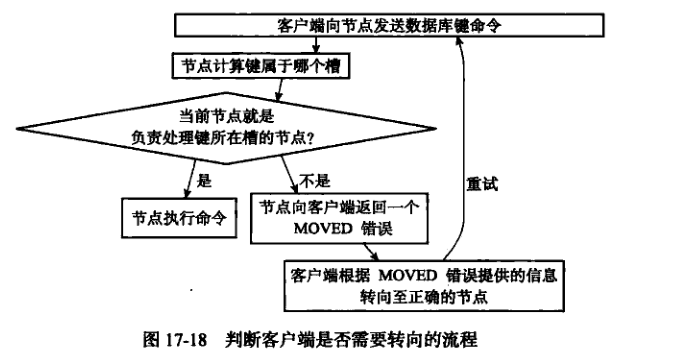 客户端向节点发送数据库键命令
节点计算键属于哪个槽
当前节点就是
负责处理键所在槽的节点?
是
不是
重试
节点执行命令
节点向客户端返回一个
MOVED 错误
客户端根据 MOVED 错误提供的信息
转向至正确的节点
图 17-18 判断客户端是否需要转向的流程